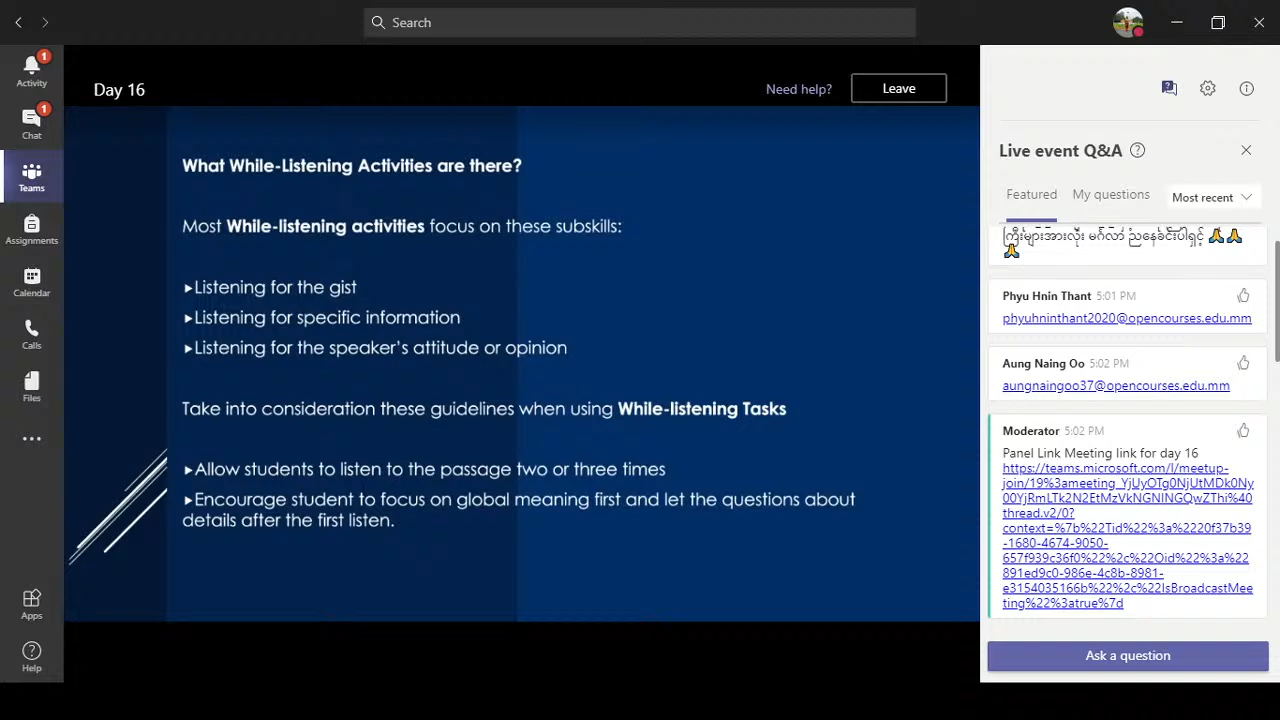 Search
Activity
1
Chat
1
Teams
Assignments
Calendar
Calls
Files
Apps
Help
Day 16
Need help?
Leave
What While-Listening Activities are there?
Most While-listening activities focus on these subskills:
▸Listening for the gist
▸Listening for specific information
▸Listening for the speaker's attitude or opinion
Take into consideration these guidelines when using While-listening Tasks
▸Allow students to listen to the passage two or three times
▸Encourage student to focus on global meaning first and let the questions about
details after the first listen.
Live event Q&A
Featured
My questions
Most recent
Phyu Hnin Thant 5:01 PM
phyuhninthant2020@opencourses.edu.mm
Aung Naing Oo 5:02 PM
aungnaingoo37@opencourses.edu.mm
Moderator 5:02 PM
Panel Link Meeting link for day 16
https://teams.microsoft.com/l/meetup-
join/19%3ameeting_YjUyOTg0NjUtMDk0Ny
00YjRmLTk2N2EtMzVkNGNlNGQwZThi%40
thread.v2/0?
context=%7b%22Tid%22%3a%2220f37b39
-1680-4674-9050-
657f939c36f0%22%2c%22Oid%22%3a%22
891ed9c0-986e-4c8b-8981-
e3154035166b%22%2c%22IsBroadcastMee
ting%22%3atrue%7d
Ask a question